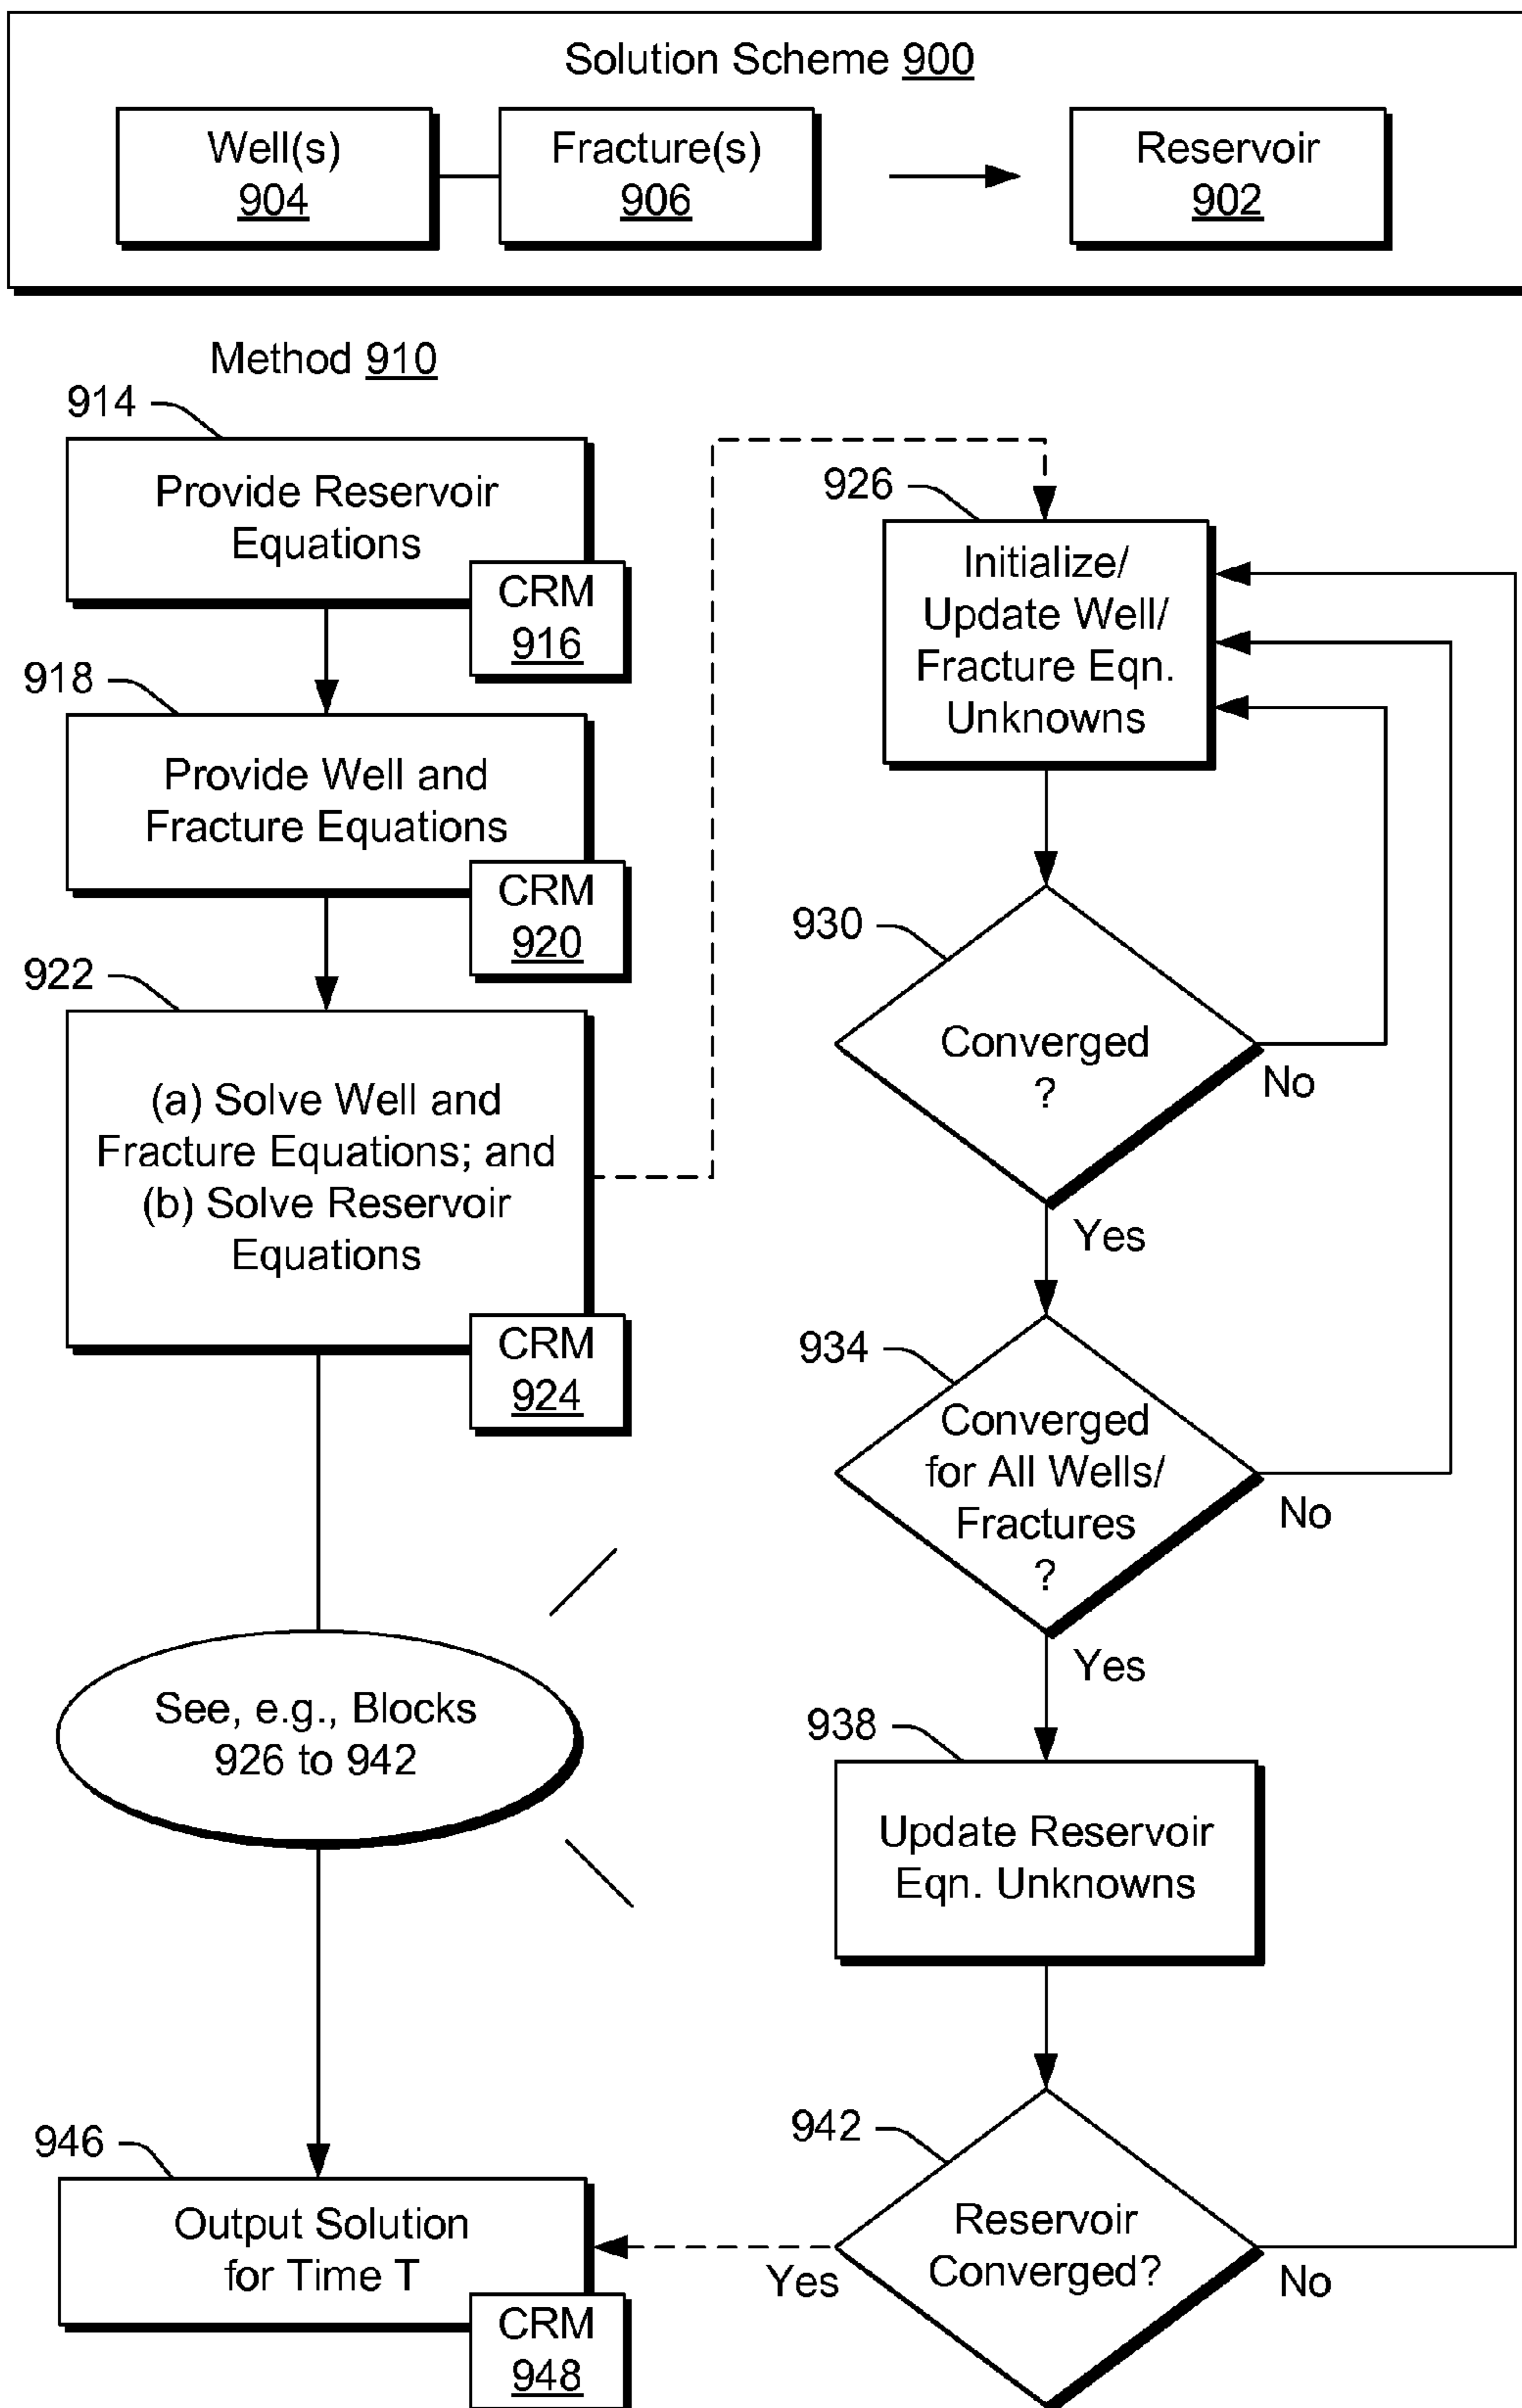 Solution Scheme 900
Well(s)
904
Fracture(s)
906
Reservoir
902
Method 910
914
Provide Reservoir
Equations
CRM
916
918
Provide Well and
Fracture Equations
CRM
920
922
(a) Solve Well and
Fracture Equations; and
(b) Solve Reservoir
Equations
CRM
924
See, e.g., Blocks
926 to 942
946
Output Solution
for Time T
CRM
948
926
Initialize/
Update Well/
Fracture Eqn.
Unknowns
930
Converged
?
No
Yes
934
Converged
for All Wells/
Fractures
?
No
Yes
938
Update Reservoir
Eqn. Unknowns
942
Reservoir
Converged?
Yes
No